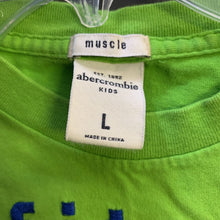 muscle
EST. 1892
abercrombie
KIDS
L
MADE IN CHINA